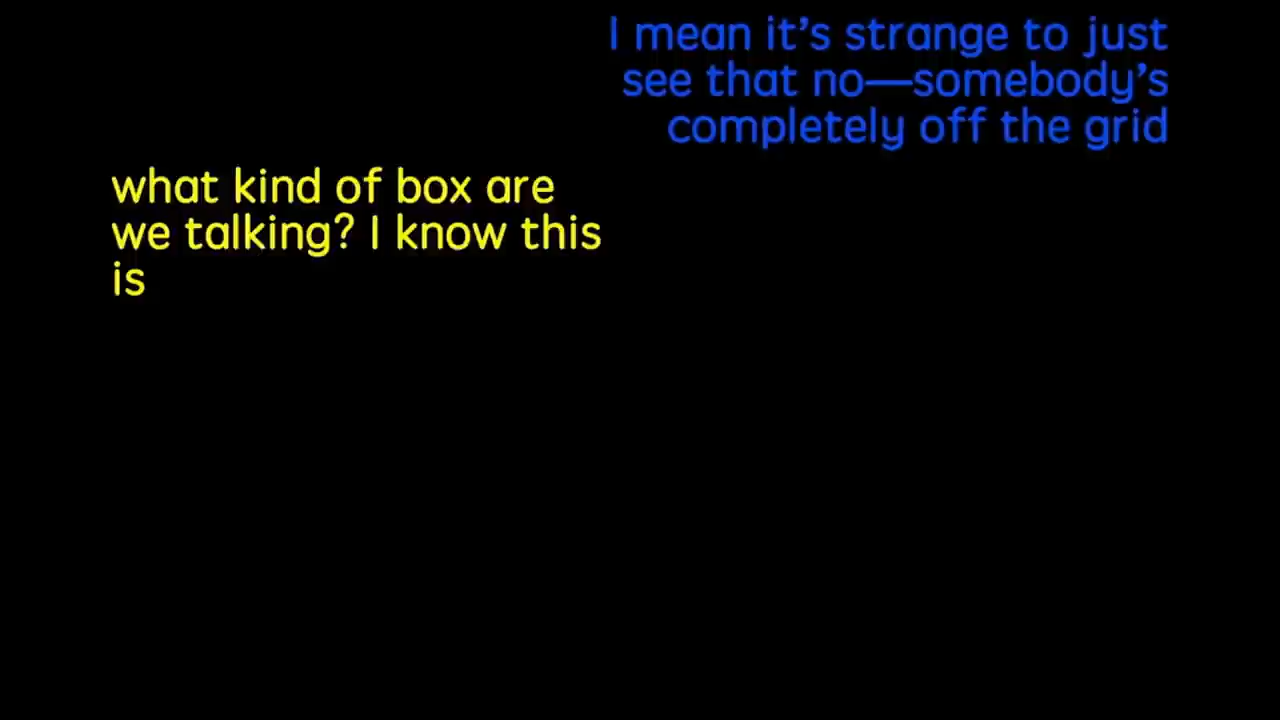 I mean it’s strange to just
see that no—somebody’s
completely off the grid
what kind of box are
we talking? I know this
is